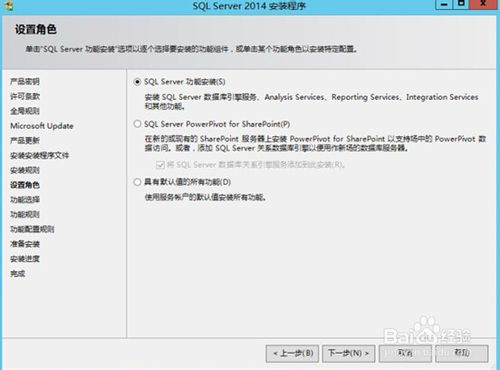 SQL Server 2014 安装程序
设置角色
单击"SQL Server 功能安装"选项以逐个选择要安装的功能组件，或单击某个功能角色以安装特定配置。
产品密钥
许可条款
全局规则
Microsoft Update
产品更新
安装安装程序文件
安装规则
设置角色
功能选择
功能规则
功能配置规则
准备安装
安装进度
完成
SQL Server 功能安装(S)
安装 SQL Server 数据库引擎服务、Analysis Services、Reporting Services、Integration Services
和其他功能。
SQL Server PowerPivot for SharePoint(P)
在新的或现有的 SharePoint 服务器上安装 PowerPivot for SharePoint 以支持场中的 PowerPivot 数
据访问。或者，添加 SQL Server 关系数据库引擎以便用作新场的数据库服务器。
将 SQL Server 数据库关系引擎服务添加到此安装(R)。
具有默认值的所有功能(D)
使用服务帐户的默认值安装所有功能。
< 上一步(B)
下一步(N) >
取消
帮助
Baidu 经验